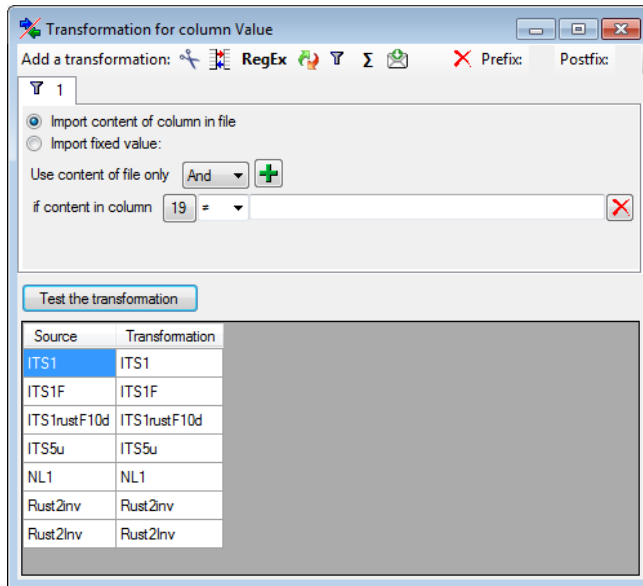 Transformation for column Value
Add a transformation: RegEx Σ Prefix: Postfix:
1
Import content of column in file
Import fixed value:
Use content of file only And
if content in column 19 ≠
Test the transformation
Source Transformation
ITS1 ITS1
ITS1F ITS1F
ITS1rustF10d ITS1rustF10d
ITS5u ITS5u
NL1 NL1
Rust2inv Rust2inv
Rust2Inv Rust2Inv